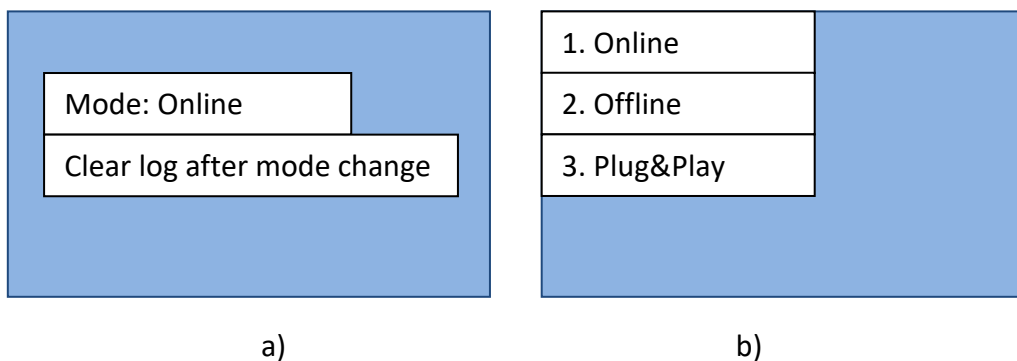 Mode: Online
Clear log after mode change
1. Online
2. Offline
3. Plug&Play
a)
b)